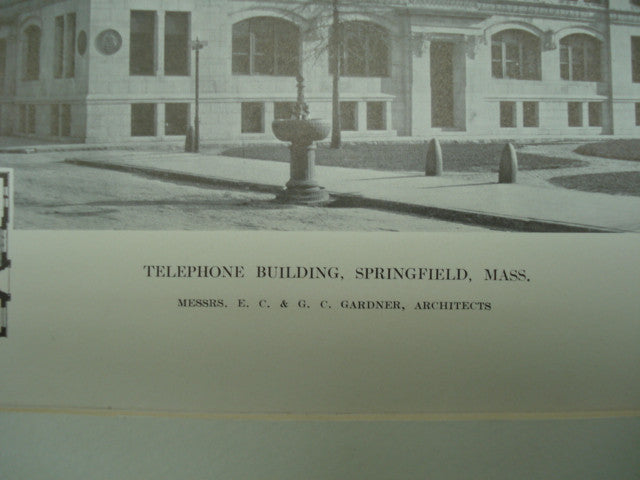 TELEPHONE BUILDING, SPRINGFIELD, MASS.
MESSRS. E. C. & G. C. GARDNER, ARCHITECTS